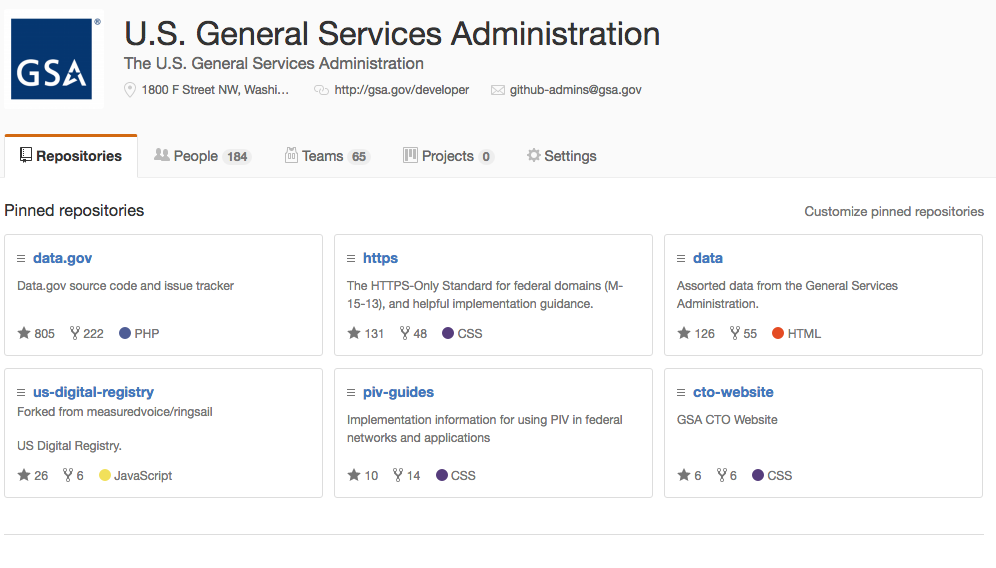 GSA
®
U.S. General Services Administration
The U.S. General Services Administration
1800 F Street NW, Washi... http://gsa.gov/developer github-admins@gsa.gov
Repositories People 184 Teams 65 Projects 0 Settings
Pinned repositories Customize pinned repositories
data.gov
Data.gov source code and issue tracker
805 222 PHP
https
The HTTPS-Only Standard for federal domains (M-
15-13), and helpful implementation guidance.
131 48 CSS
data
Assorted data from the General Services
Administration.
126 55 HTML
us-digital-registry
Forked from measuredvoice/ringsail
US Digital Registry.
26 6 JavaScript
piv-guides
Implementation information for using PIV in federal
networks and applications
10 14 CSS
cto-website
GSA CTO Website
6 6 CSS